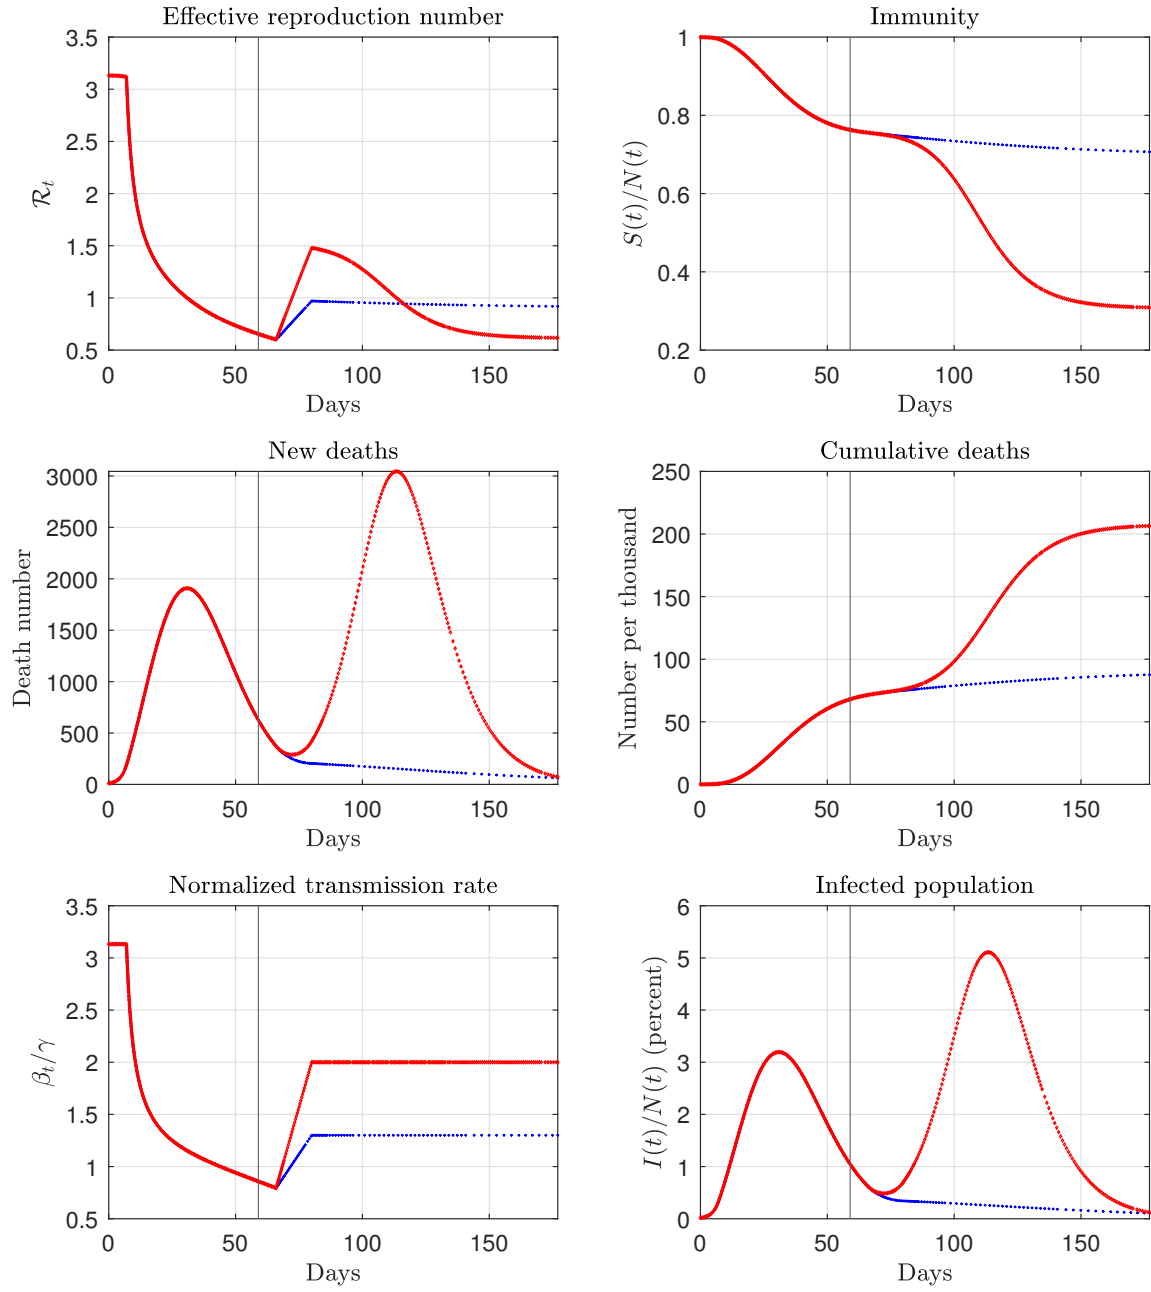 Effective reproduction number
3.5
3
2.5
2
1.5
1
0.5
ℛₜ
0 50 100 150
Days
Immunity
1
0.8
0.6
0.4
0.2
S(t)/N(t)
0 50 100 150
Days
New deaths
3000
2500
2000
1500
1000
500
0
Death number
0 50 100 150
Days
Cumulative deaths
250
200
150
100
50
0
Number per thousand
0 50 100 150
Days
Normalized transmission rate
3.5
3
2.5
2
1.5
1
0.5
βₜ/γ
0 50 100 150
Days
Infected population
6
5
4
3
2
1
0
I(t)/N(t) (percent)
0 50 100 150
Days